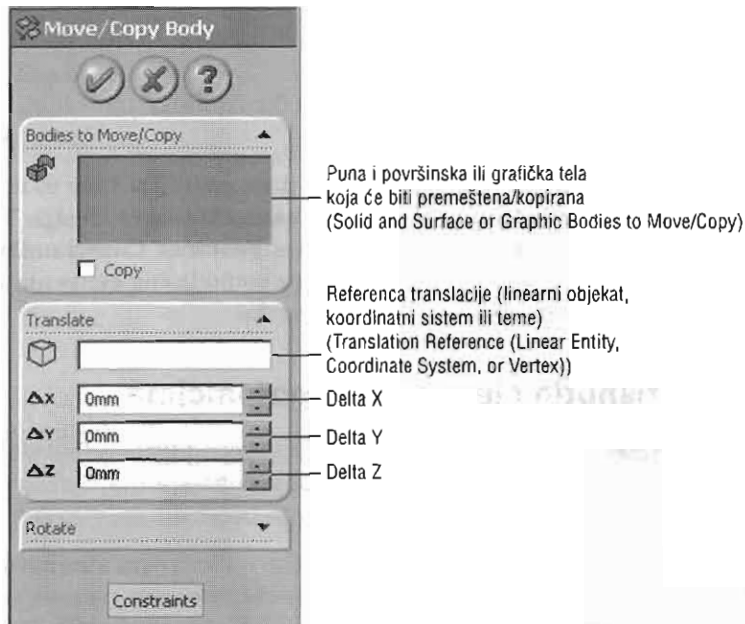 Move/Copy Body
?
Bodies to Move/Copy
Puna i površinska ili grafička tela
koja će biti premeštena/kopirana
(Solid and Surface or Graphic Bodies to Move/Copy)
Copy
Translate
Referenca translacije (linearni objekat,
koordinatni sistem ili teme)
(Translation Reference (Linear Entity,
Coordinate System, or Vertex))
ΔX 0mm Delta X
ΔY 0mm Delta Y
ΔZ 0mm Delta Z
Rotate
Constraints